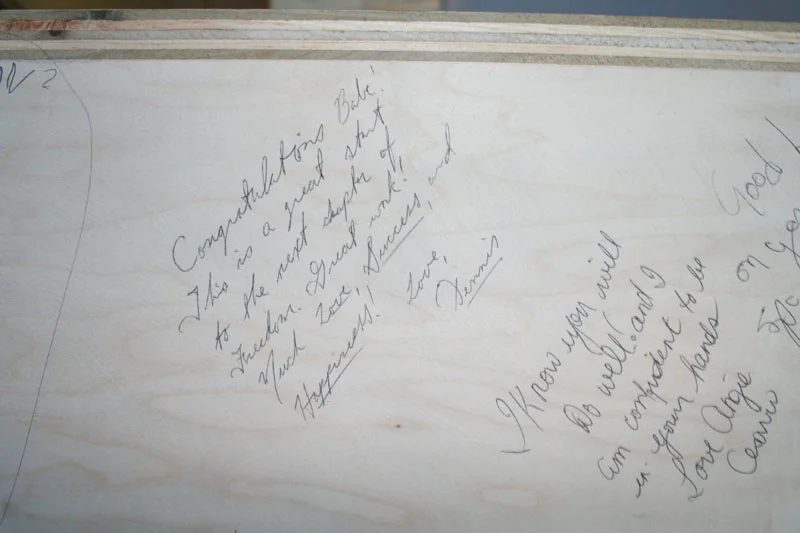 Congratulations Babe!
This is a great start
to the next chapter of
Freedom. Great work!
Much Love, Success, and
Happiness! Love,
Dennis
I Know you will
Do well and I
am confident to be
in your hands
Love Angie
Good
on